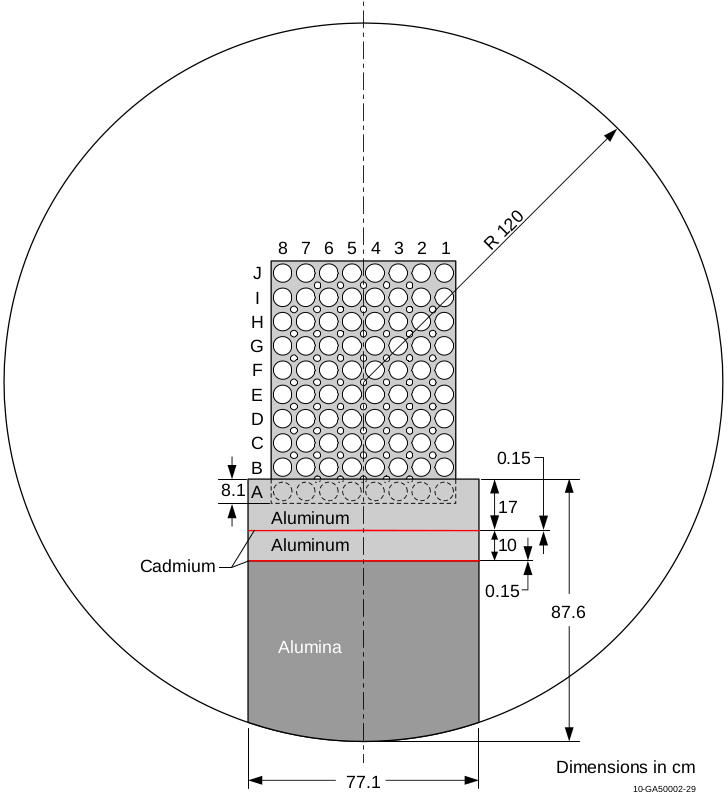 R 120
8 7 6 5 4 3 2 1
J
I
H
G
F
E
D
C
B
0.15
8.1 A
17
Aluminum
Aluminum
10
Cadmium
0.15
87.6
Alumina
Dimensions in cm
77.1
10-GA50002-29